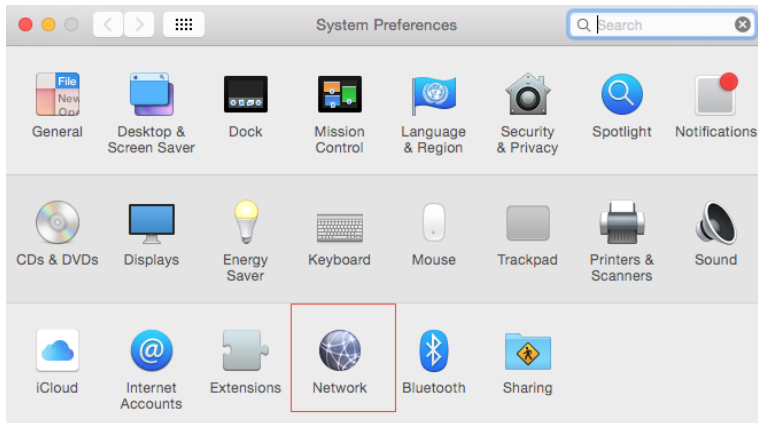 System Preferences
Search
File
New
Ope
General
Desktop &
Screen Saver
Dock
Mission
Control
Language
& Region
Security
& Privacy
Spotlight
Notifications
CDs & DVDs
Displays
Energy
Saver
Keyboard
Mouse
Trackpad
Printers &
Scanners
Sound
iCloud
@
Internet
Accounts
Extensions
Network
Bluetooth
Sharing